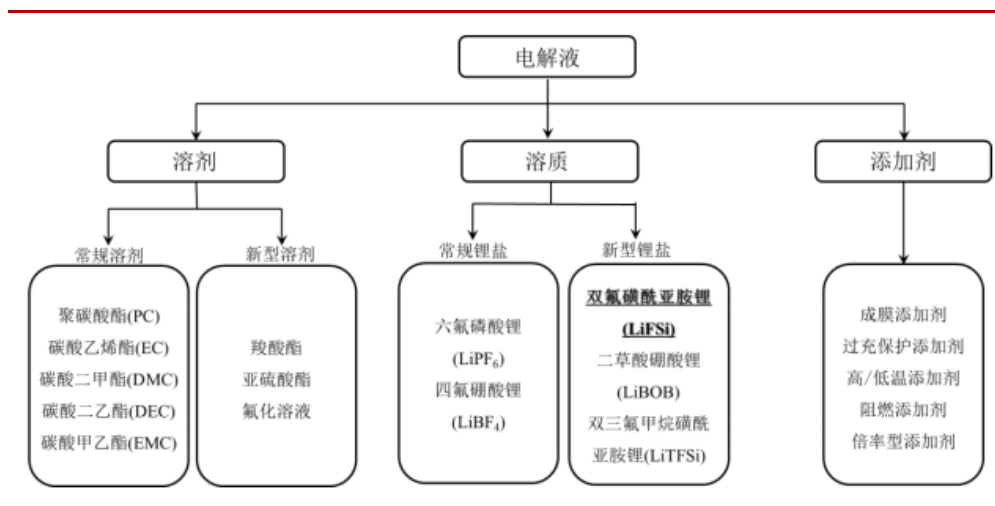 电解液
溶剂
溶质
添加剂
常规溶剂
新型溶剂
常规锂盐
新型锂盐
聚碳酸酯(PC)
碳酸乙烯酯(EC)
碳酸二甲酯(DMC)
碳酸二乙酯(DEC)
碳酸甲乙酯(EMC)
羧酸酯
亚硫酸酯
氟化溶液
六氟磷酸锂
(LiPF₆)
四氟硼酸锂
(LiBF₄)
双氟磺酰亚胺锂
(LiFSi)
二草酸硼酸锂
(LiBOB)
双三氟甲烷磺酰
亚胺锂(LiTFSi)
成膜添加剂
过充保护添加剂
高/低温添加剂
阻燃添加剂
倍率型添加剂